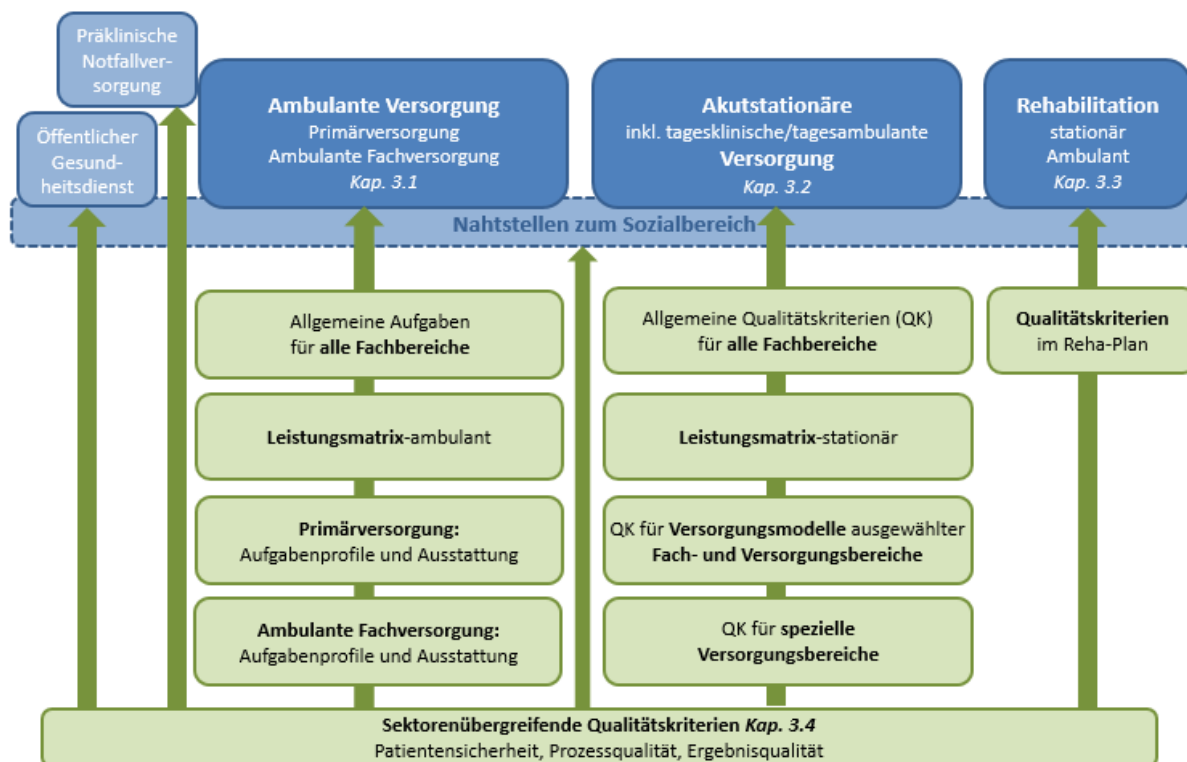 Präklinische
Notfallver-
sorgung
Öffentlicher
Gesund-
heitsdienst
Ambulante Versorgung
Primärversorgung
Ambulante Fachversorgung
Kap. 3.1
Akutstationäre
inkl. tagesklinische/tagesambulante
Versorgung
Kap. 3.2
Rehabilitation
stationär
Ambulant
Kap. 3.3
Nahtstellen zum Sozialbereich
Allgemeine Aufgaben
für alle Fachbereiche
Leistungsmatrix-ambulant
Primärversorgung:
Aufgabenprofile und Ausstattung
Ambulante Fachversorgung:
Aufgabenprofile und Ausstattung
Allgemeine Qualitätskriterien (QK)
für alle Fachbereiche
Leistungsmatrix-stationär
QK für Versorgungsmodelle ausgewählter
Fach- und Versorgungsbereiche
QK für spezielle
Versorgungsbereiche
Qualitätskriterien
im Reha-Plan
Sektorenübergreifende Qualitätskriterien Kap. 3.4
Patientensicherheit, Prozessqualität, Ergebnisqualität